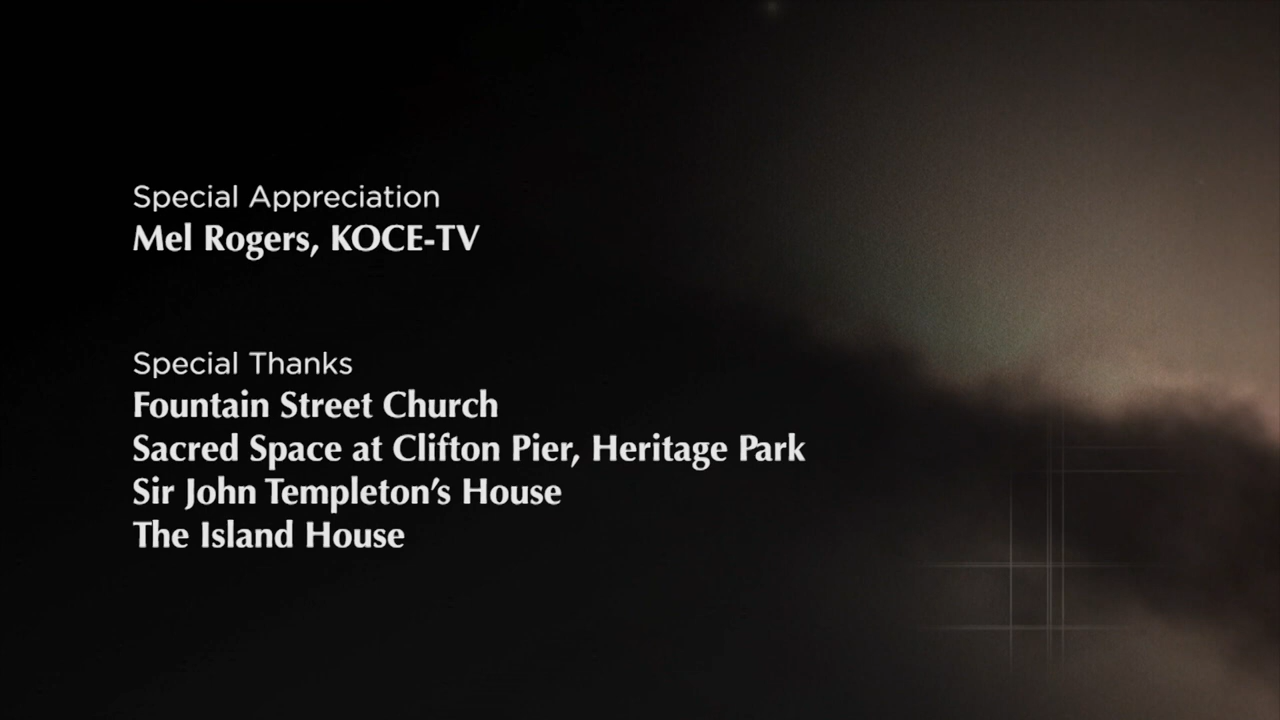 Special Appreciation
Mel Rogers, KOCE-TV
Special Thanks
Fountain Street Church
Sacred Space at Clifton Pier, Heritage Park
Sir John Templeton’s House
The Island House